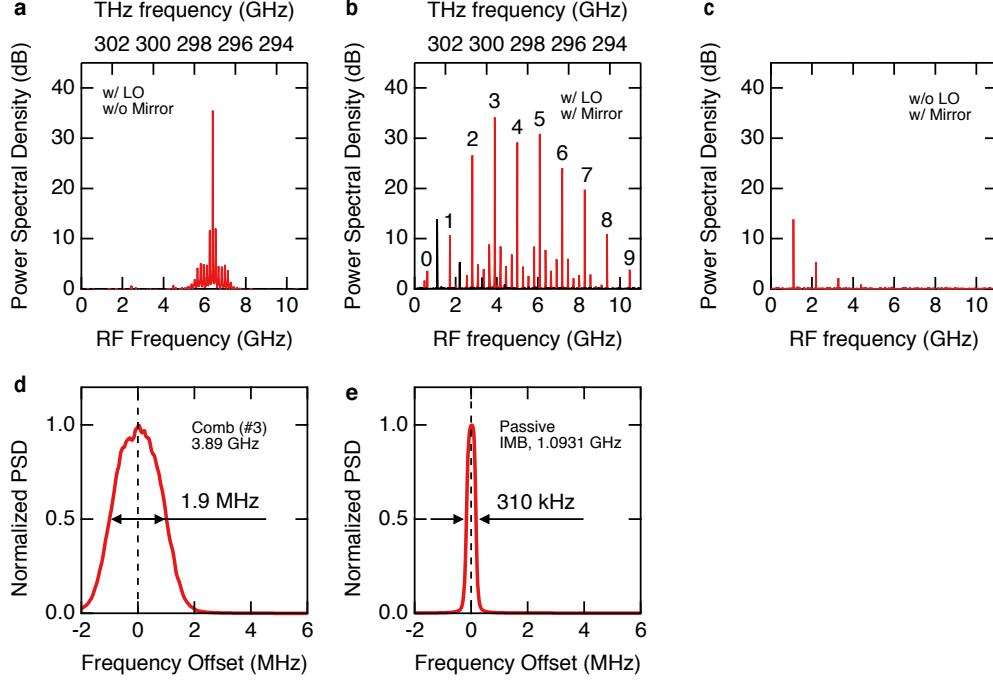 a
THz frequency (GHz)
302 300 298 296 294
Power Spectral Density (dB)
40
30
20
10
0
w/ LO
w/o Mirror
0 2 4 6 8 10
RF Frequency (GHz)
b
THz frequency (GHz)
302 300 298 296 294
Power Spectral Density (dB)
40
30
20
10
0
w/ LO
w/ Mirror
0 1 2 3 4 5 6 7 8 9
0 2 4 6 8 10
RF frequency (GHz)
c
Power Spectral Density (dB)
40
30
20
10
0
w/o LO
w/ Mirror
0 2 4 6 8 10
RF frequency (GHz)
d
Normalized PSD
1.0
0.5
0.0
Comb (#3)
3.89 GHz
1.9 MHz
-2 0 2 4 6
Frequency Offset (MHz)
e
Normalized PSD
1.0
0.5
0.0
Passive
IMB, 1.0931 GHz
310 kHz
-2 0 2 4 6
Frequency Offset (MHz)